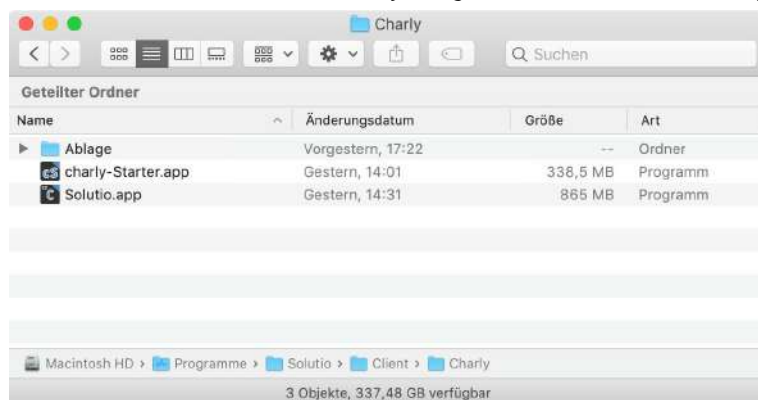 Charly
Suchen
Geteilter Ordner
Name Änderungsdatum Größe Art
Ablage Vorgestern, 17:22 -- Ordner
cs charly-Starter.app Gestern, 14:01 338,5 MB Programm
C Solutio.app Gestern, 14:31 865 MB Programm
Macintosh HD › Programme › Solutio › Client › Charly
3 Objekte, 337,48 GB verfügbar